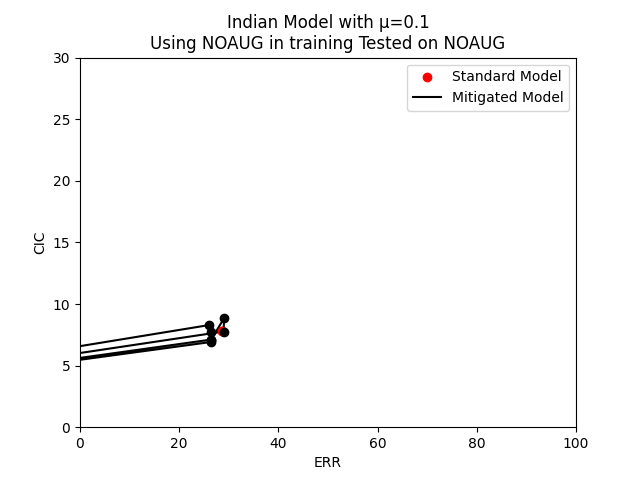 Indian Model with μ=0.1
Using NOAUG in training Tested on NOAUG
Standard Model
Mitigated Model
30
25
20
15
10
5
0
CIC
0 20 40 60 80 100
ERR